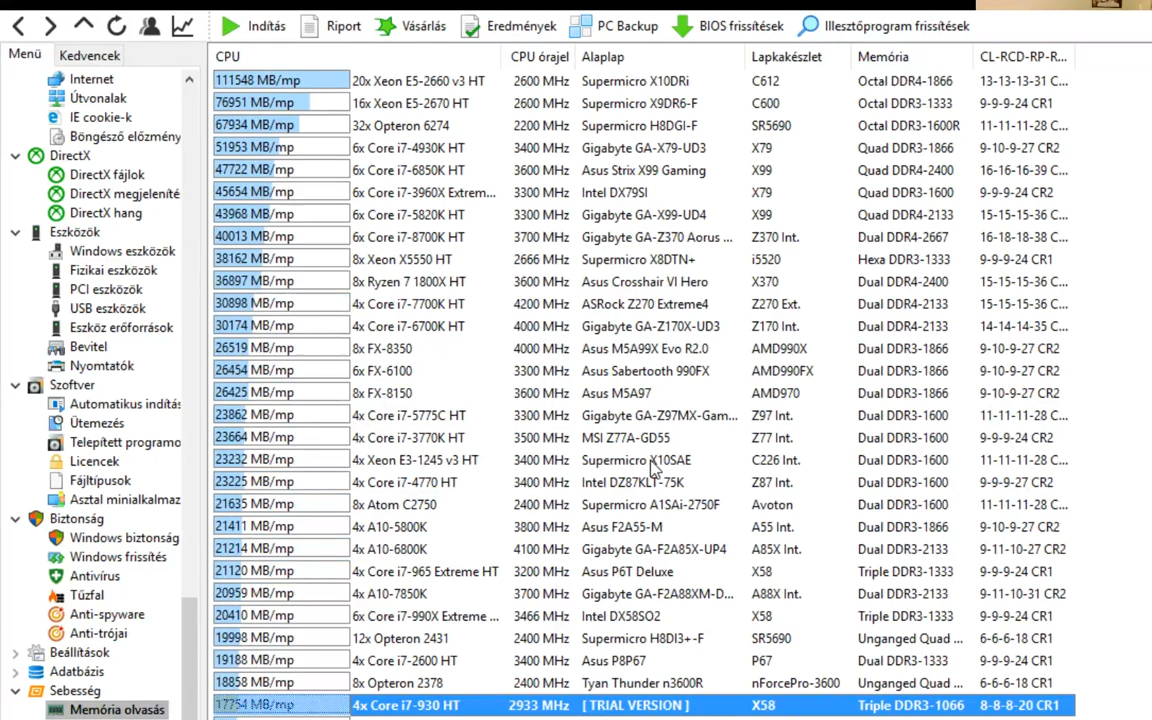 Indítás Riport Vásárlás Eredmények PC Backup BIOS frissítések Illesztőprogram frissítések
Menü Kedvencek
Internet
Útvonalak
IE cookie-k
Böngésző előzmény
DirectX
DirectX fájlok
DirectX megjeleníté
DirectX hang
Eszközök
Windows eszközök
Fizikai eszközök
PCI eszközök
USB eszközök
Eszköz erőforrások
Bevitel
Nyomtatók
Szoftver
Automatikus indítás
Ütemezés
Telepített programo
Licencek
Fájltípusok
Asztal minialkalmaz
Biztonság
Windows biztonság
Windows frissítés
Antivírus
Tűzfal
Anti-spyware
Anti-trójai
Beállítások
Adatbázis
Sebesség
Memória olvasás
CPU CPU órajel Alaplap Lapkakészlet Memória CL-RCD-RP-R...
111548 MB/mp 20x Xeon E5-2660 v3 HT 2600 MHz Supermicro X10DRi C612 Octal DDR4-1866 13-13-13-31 C...
76951 MB/mp 16x Xeon E5-2670 HT 2600 MHz Supermicro X9DR6-F C600 Octal DDR3-1333 9-9-9-24 CR1
67934 MB/mp 32x Opteron 6274 2200 MHz Supermicro H8DGI-F SR5690 Octal DDR3-1600R 11-11-11-28 C...
51953 MB/mp 6x Core i7-4930K HT 3400 MHz Gigabyte GA-X79-UD3 X79 Quad DDR3-1866 9-10-9-27 CR2
47722 MB/mp 6x Core i7-6850K HT 3600 MHz Asus Strix X99 Gaming X99 Quad DDR4-2400 16-16-16-39 C...
45654 MB/mp 6x Core i7-3960X Extrem... 3300 MHz Intel DX79SI X79 Quad DDR3-1600 9-9-9-24 CR2
43968 MB/mp 6x Core i7-5820K HT 3300 MHz Gigabyte GA-X99-UD4 X99 Quad DDR4-2133 15-15-15-36 C...
40013 MB/mp 6x Core i7-8700K HT 3700 MHz Gigabyte GA-Z370 Aorus ... Z370 Int. Dual DDR4-2667 16-18-18-38 C...
38162 MB/mp 8x Xeon X5550 HT 2666 MHz Supermicro X8DTN+ i5520 Hexa DDR3-1333 9-9-9-24 CR1
36897 MB/mp 8x Ryzen 7 1800X HT 3600 MHz Asus Crosshair VI Hero X370 Dual DDR4-2400 16-16-16-36 C...
30898 MB/mp 4x Core i7-7700K HT 4200 MHz ASRock Z270 Extreme4 Z270 Ext. Dual DDR4-2133 15-15-15-36 C...
30174 MB/mp 4x Core i7-6700K HT 4000 MHz Gigabyte GA-Z170X-UD3 Z170 Int. Dual DDR4-2133 14-14-14-35 C...
26519 MB/mp 8x FX-8350 4000 MHz Asus M5A99X Evo R2.0 AMD990X Dual DDR3-1866 9-10-9-27 CR2
26454 MB/mp 6x FX-6100 3300 MHz Asus Sabertooth 990FX AMD990FX Dual DDR3-1866 9-10-9-27 CR2
26425 MB/mp 8x FX-8150 3600 MHz Asus M5A97 AMD970 Dual DDR3-1866 9-10-9-27 CR2
23862 MB/mp 4x Core i7-5775C HT 3300 MHz Gigabyte GA-Z97MX-Gam... Z97 Int. Dual DDR3-1600 11-11-11-28 C...
23664 MB/mp 4x Core i7-3770K HT 3500 MHz MSI Z77A-GD55 Z77 Int. Dual DDR3-1600 9-9-9-24 CR2
23232 MB/mp 4x Xeon E3-1245 v3 HT 3400 MHz Supermicro X10SAE C226 Int. Dual DDR3-1600 11-11-11-28 C...
23225 MB/mp 4x Core i7-4770 HT 3400 MHz Intel DZ87KLT-75K Z87 Int. Dual DDR3-1600 9-9-9-27 CR2
21635 MB/mp 8x Atom C2750 2400 MHz Supermicro A1SAi-2750F Avoton Dual DDR3-1600 11-11-11-28 C...
21411 MB/mp 4x A10-5800K 3800 MHz Asus F2A55-M A55 Int. Dual DDR3-1866 9-10-9-27 CR2
21214 MB/mp 4x A10-6800K 4100 MHz Gigabyte GA-F2A85X-UP4 A85X Int. Dual DDR3-2133 9-11-10-27 CR2
21120 MB/mp 4x Core i7-965 Extreme HT 3200 MHz Asus P6T Deluxe X58 Triple DDR3-1333 9-9-9-24 CR1
20959 MB/mp 4x A10-7850K 3700 MHz Gigabyte GA-F2A88XM-D... A88X Int. Dual DDR3-2133 9-11-10-31 CR2
20410 MB/mp 6x Core i7-990X Extreme ... 3466 MHz Intel DX58SO2 X58 Triple DDR3-1333 9-9-9-24 CR1
19998 MB/mp 12x Opteron 2431 2400 MHz Supermicro H8DI3+-F SR5690 Unganged Quad ... 6-6-6-18 CR1
19188 MB/mp 4x Core i7-2600 HT 3400 MHz Asus P8P67 P67 Dual DDR3-1333 9-9-9-24 CR1
18858 MB/mp 8x Opteron 2378 2400 MHz Tyan Thunder n3600R nForcePro-3600 Unganged Quad ... 6-6-6-18 CR1
17754 MB/mp 4x Core i7-930 HT 2933 MHz [ TRIAL VERSION ] X58 Triple DDR3-1066 8-8-8-20 CR1